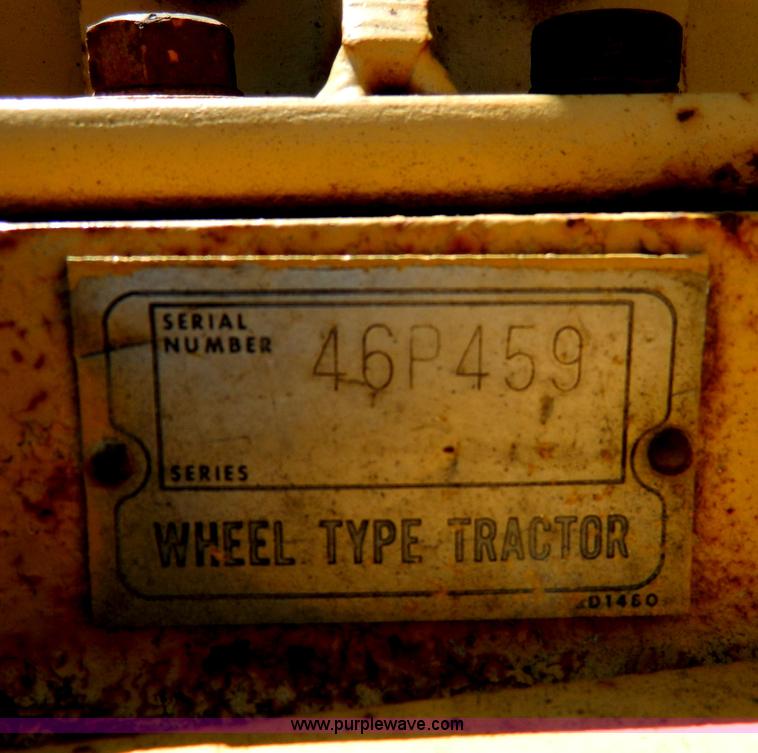 SERIAL
NUMBER
46P459
SERIES
WHEEL TYPE TRACTOR
D1460
www.purplewave.com